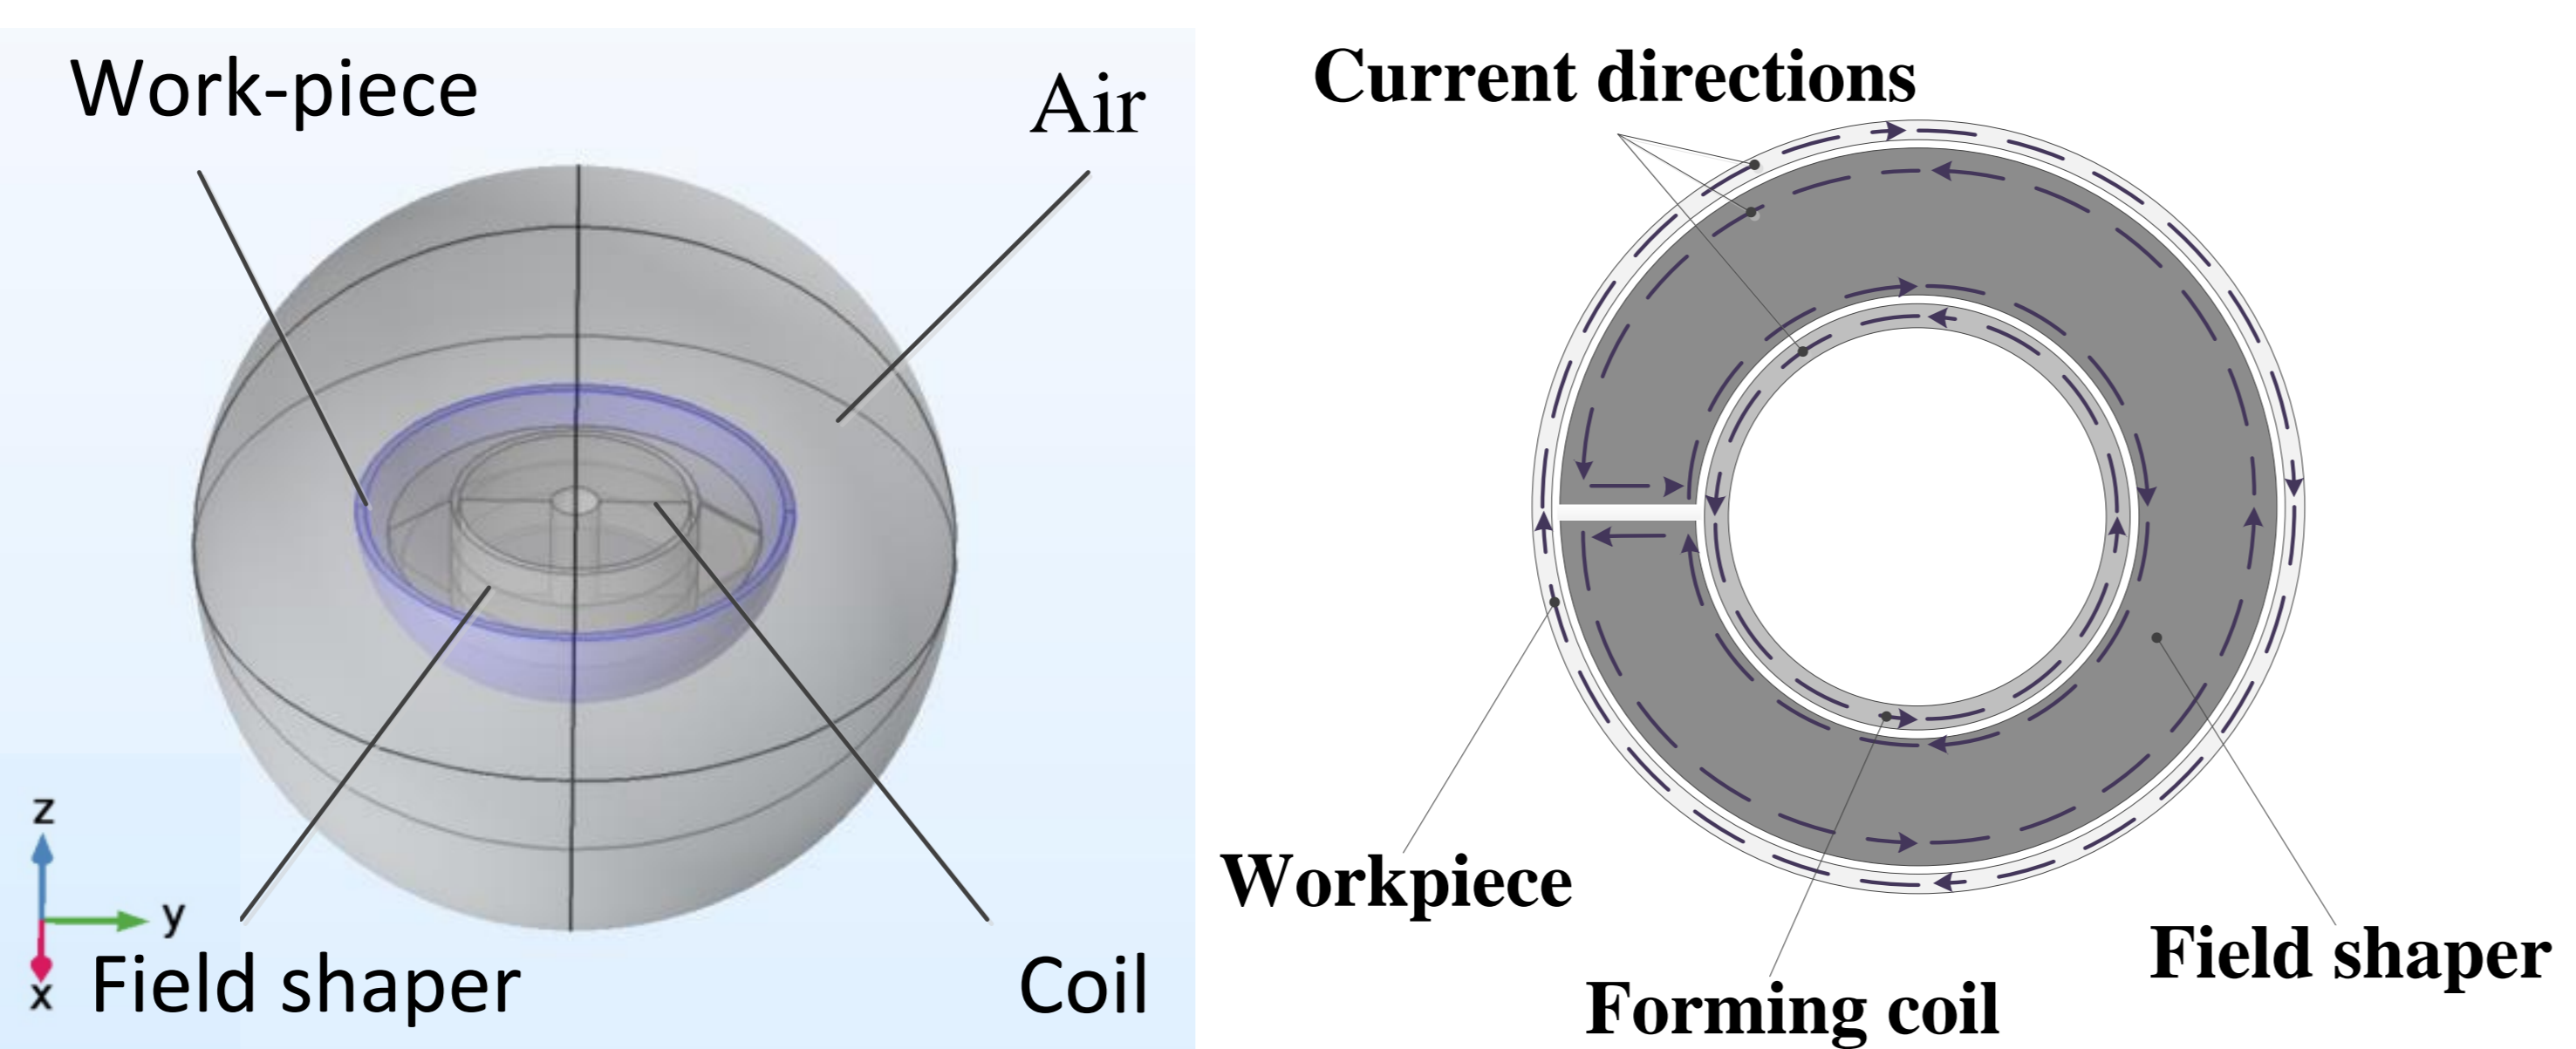 Work-piece
Air
z
y
x
Field shaper
Coil
Current directions
Workpiece
Field shaper
Forming coil